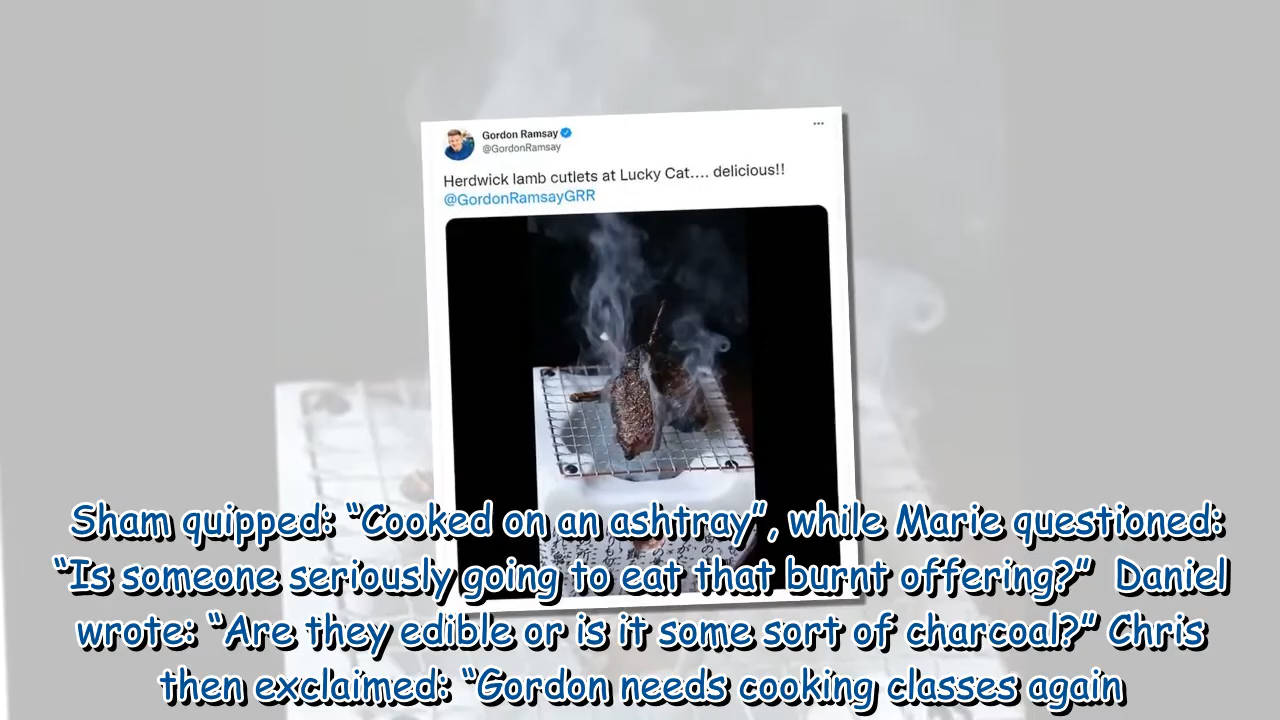 Gordon Ramsay
@GordonRamsay
Herdwick lamb cutlets at Lucky Cat.... delicious!!
@GordonRamsayGRR
Sham quipped: “Cooked on an ashtray”, while Marie questioned:
“Is someone seriously going to eat that burnt offering?” Daniel
wrote: “Are they edible or is it some sort of charcoal?” Chris
then exclaimed: “Gordon needs cooking classes again